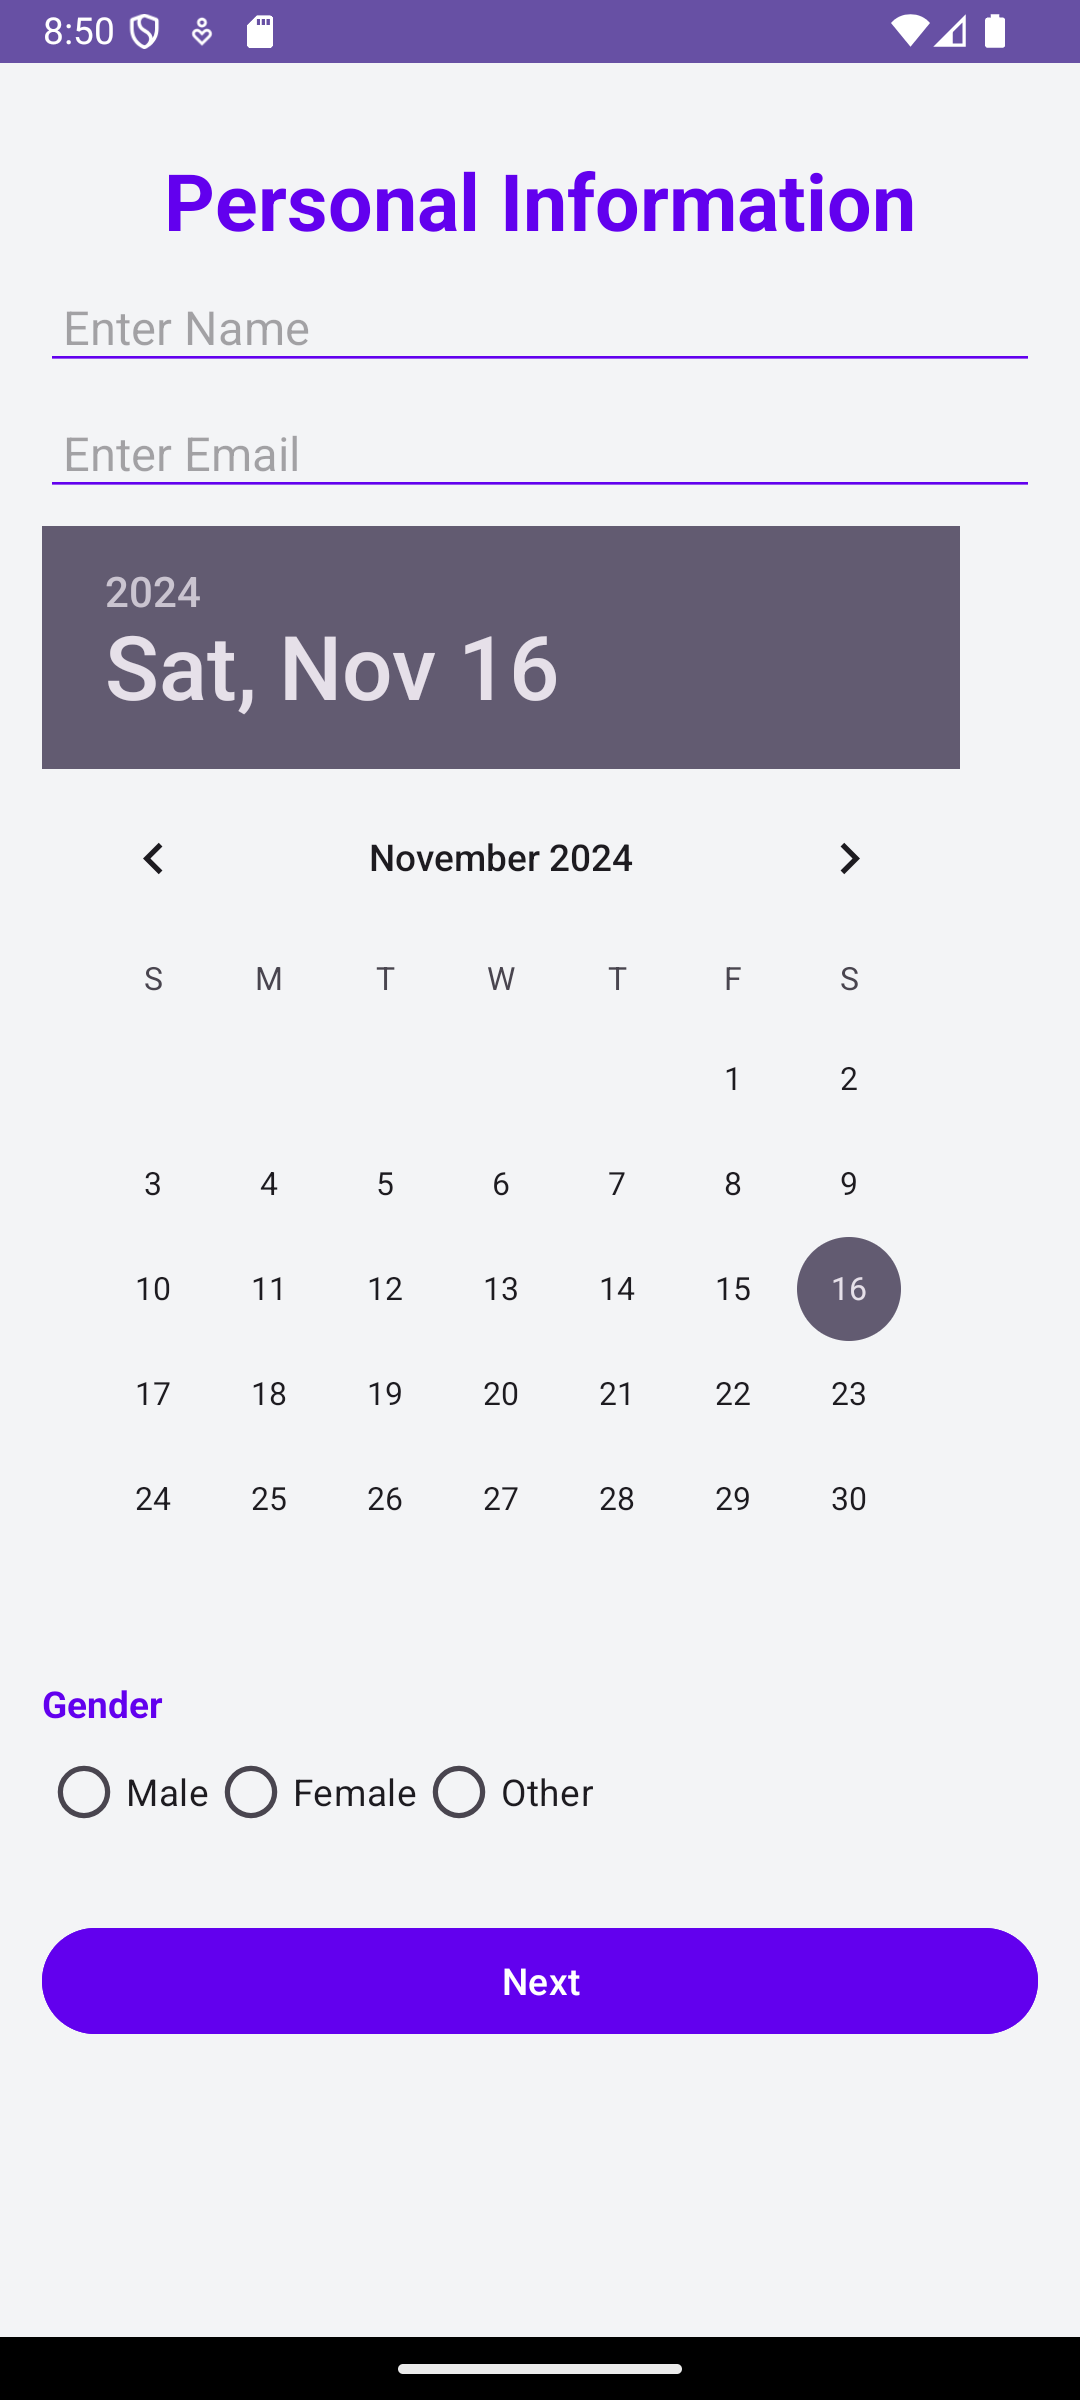 8:50
Personal Information
Enter Name
Enter Email
2024
Sat, Nov 16
November 2024
S M T W T F S
1 2
3 4 5 6 7 8 9
10 11 12 13 14 15 16
17 18 19 20 21 22 23
24 25 26 27 28 29 30
Gender
Male Female Other
Next